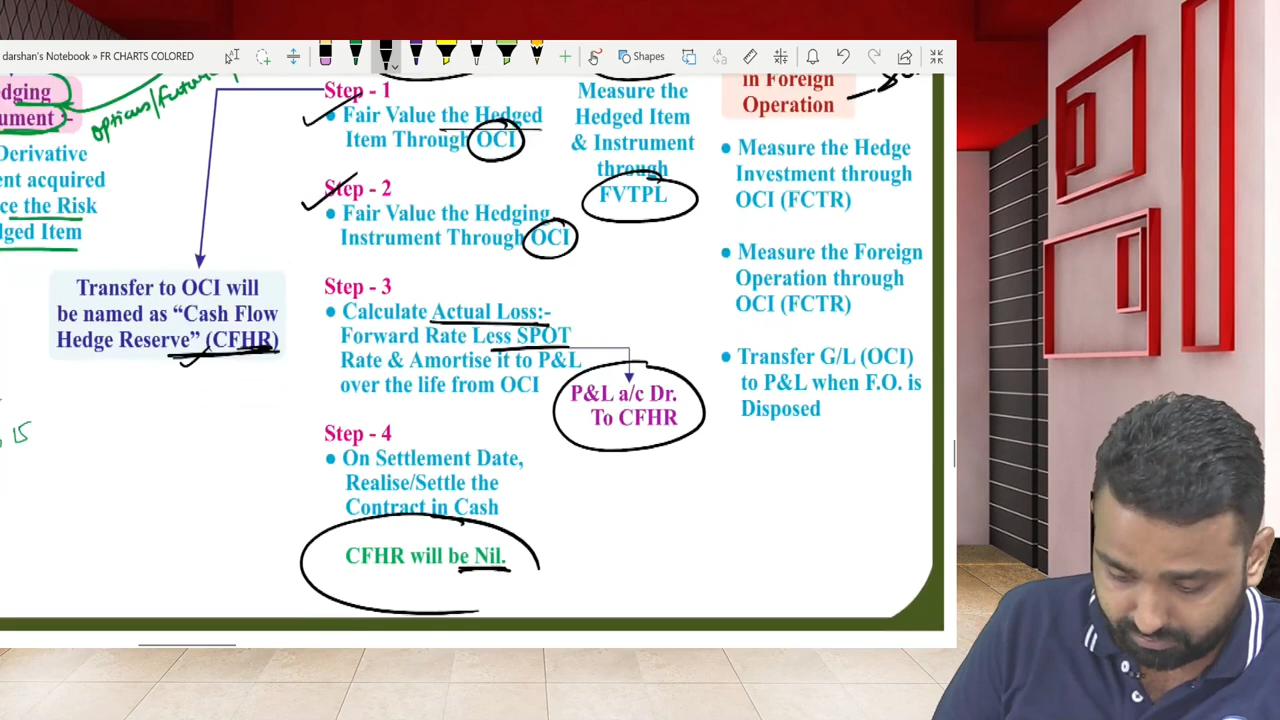 darshan's Notebook » FR CHARTS COLORED
Shapes
dging
ument :-
options/Future
Derivative
ent acquired
ce the Risk
dged Item
Transfer to OCI will
be named as “Cash Flow
Hedge Reserve” (CFHR)
, 15
Step - 1
• Fair Value the Hedged
Item Through OCI
Step - 2
• Fair Value the Hedging
Instrument Through OCI
Step - 3
• Calculate Actual Loss:-
Forward Rate Less SPOT
Rate & Amortise it to P&L
over the life from OCI
P&L a/c Dr.
To CFHR
Step - 4
• On Settlement Date,
Realise/Settle the
Contract in Cash
CFHR will be Nil.
Measure the
Hedged Item
& Instrument
through
FVTPL
in Foreign
Operation
• Measure the Hedge
Investment through
OCI (FCTR)
• Measure the Foreign
Operation through
OCI (FCTR)
• Transfer G/L (OCI)
to P&L when F.O. is
Disposed